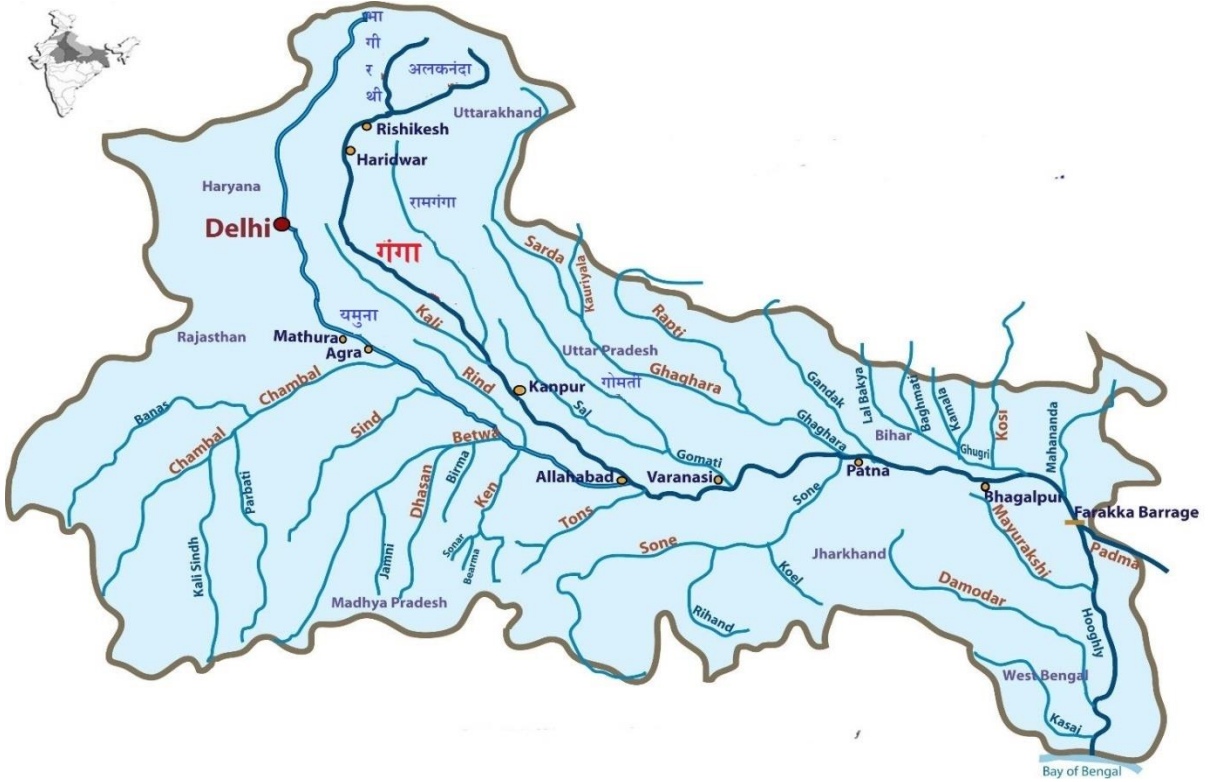 भा
गी
र
थी
अलकनंदा
Uttarakhand
Rishikesh
Haridwar
Haryana
रामगंगा
Delhi
गंगा
Sarda
Kauriyala
यमुना
Kali
Rapti
Rajasthan
Mathura
Agra
Uttar Pradesh
Rind
गोमती
Ghaghara
Kanpur
Gandak
Lal Bakya
Baghmati
Kamala
Chambal
Banas
Sal
Sind
Chambal
Betwa
Ghaghara
Bihar
Ghugri
Kosi
Mahananda
Parbati
Dhasan
Birma
Ken
Gomati
Allahabad
Varanasi
Patna
Sone
Bhagalpur
Tons
Farakka Barrage
Mayurakshi
Padma
Kali Sindh
Jamni
Sonar
Bearma
Sone
Jharkhand
Koel
Damodar
Madhya Pradesh
Rihand
Hooghly
West Bengal
Kasai
Bay of Bengal